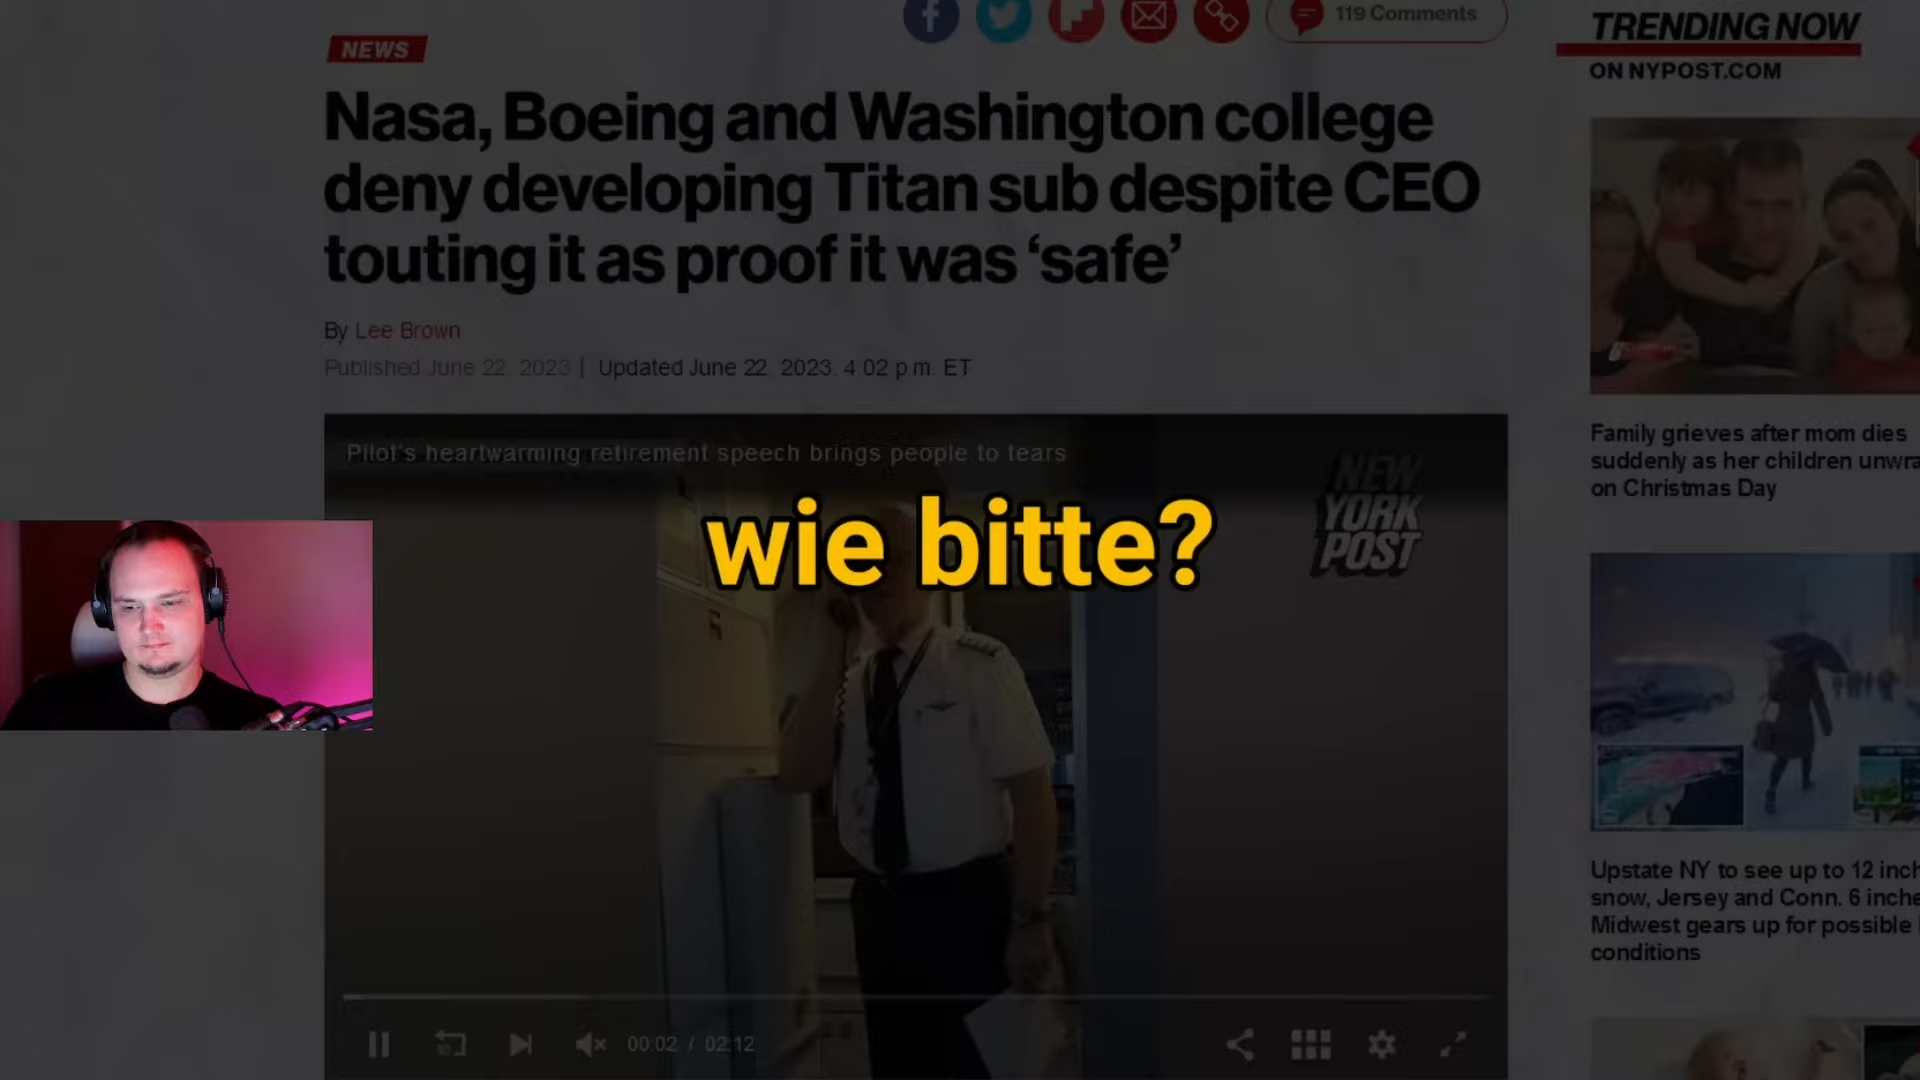 119 Comments
TRENDING NOW
ON NYPOST.COM
NEWS
Nasa, Boeing and Washington college
deny developing Titan sub despite CEO
touting it as proof it was ‘safe’
By Lee Brown
Published June 22, 2023 | Updated June 22, 2023, 4:02 p.m. ET
Pilot's heartwarming retirement speech brings people to tears
NEW
YORK
POST
wie bitte?
Family grieves after mom dies
suddenly as her children unwra
on Christmas Day
Upstate NY to see up to 12 inch
snow, Jersey and Conn. 6 inche
Midwest gears up for possible
conditions
10
00:02 / 02:12